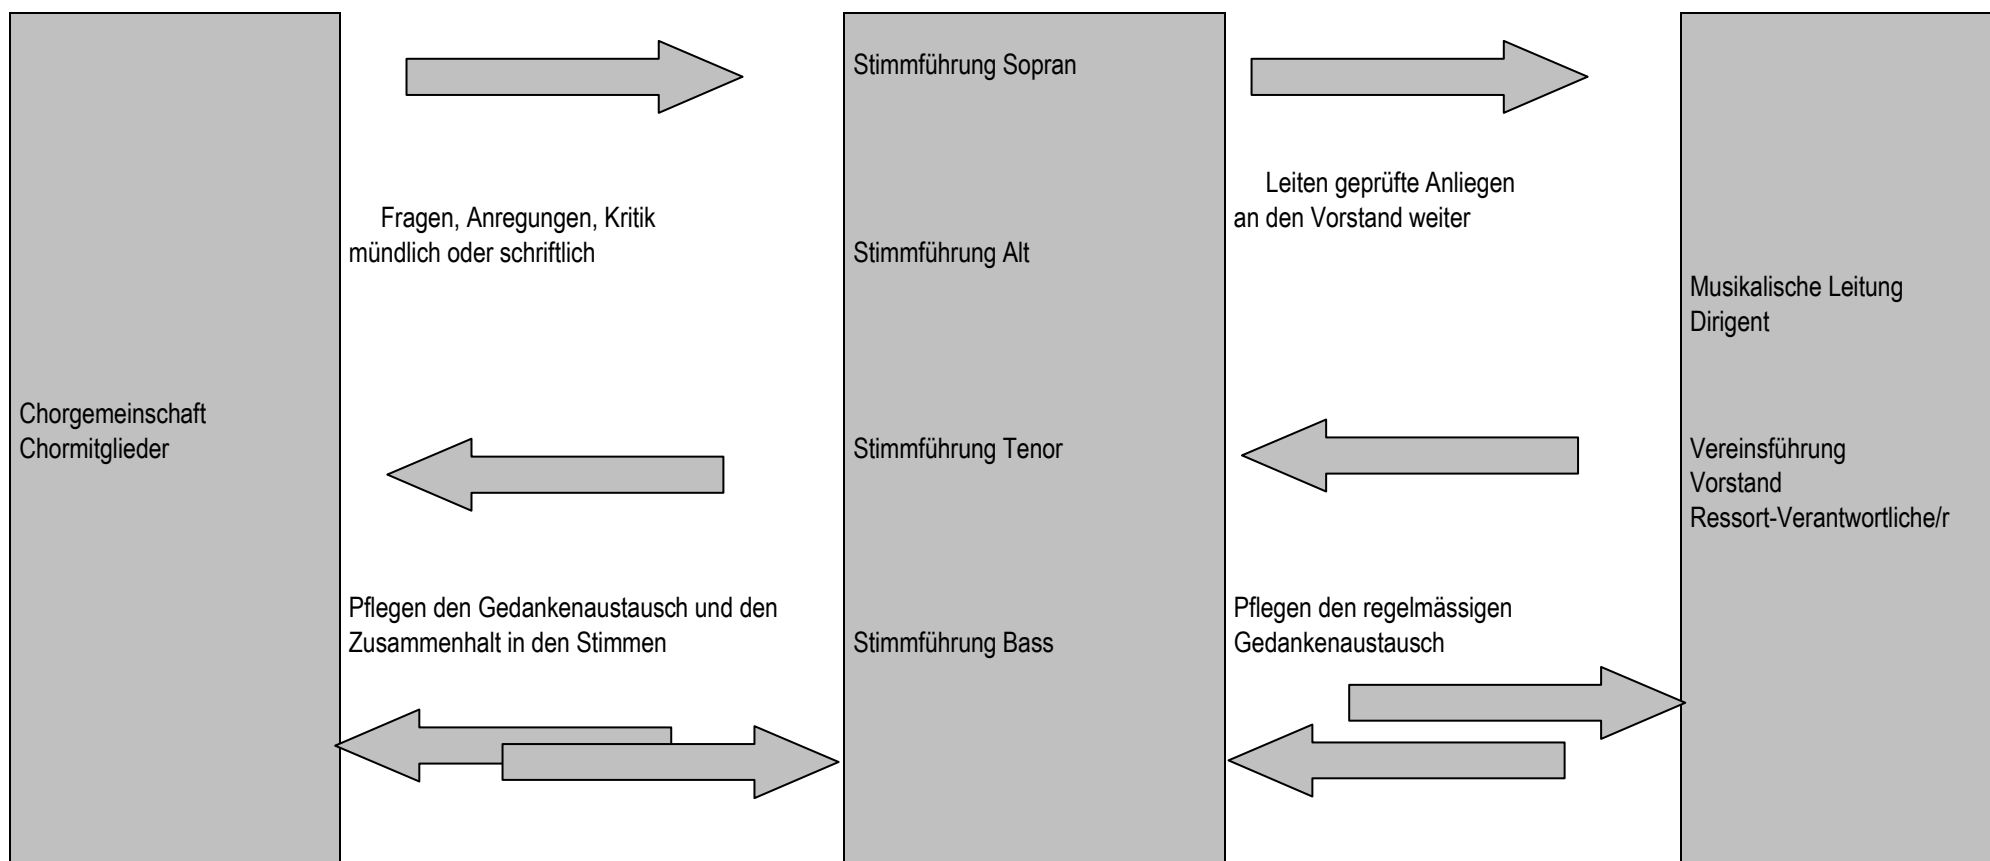 Chorgemeinschaft
Chormitglieder
Fragen, Anregungen, Kritik
mündlich oder schriftlich
Pflegen den Gedankenaustausch und den
Zusammenhalt in den Stimmen
Stimmführung Sopran
Stimmführung Alt
Stimmführung Tenor
Stimmführung Bass
Leiten geprüfte Anliegen
an den Vorstand weiter
Pflegen den regelmässigen
Gedankenaustausch
Musikalische Leitung
Dirigent
Vereinsführung
Vorstand
Ressort-Verantwortliche/r